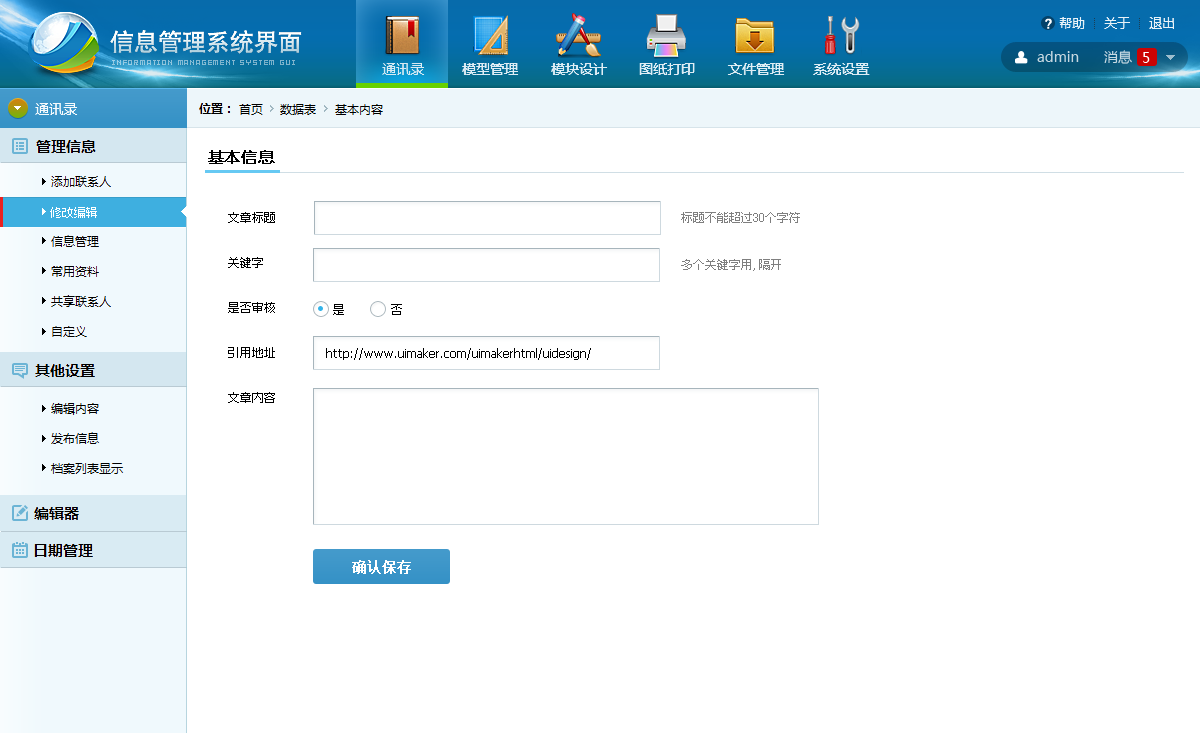 信息管理系统界面
INFORMATION MANAGEMENT SYSTEM GUI
通讯录
模型管理
模块设计
图纸打印
文件管理
系统设置
? 帮助 | 关于 | 退出
admin 消息 5
通讯录
管理信息
添加联系人
修改编辑
信息管理
常用资料
共享联系人
自定义
其他设置
编辑内容
发布信息
档案列表显示
编辑器
日期管理
位置： 首页 > 数据表 > 基本内容
基本信息
文章标题 标题不能超过30个字符
关键字 多个关键字用, 隔开
是否审核 是 否
引用地址 http://www.uimaker.com/uimakerhtml/uidesign/
文章内容
确认保存